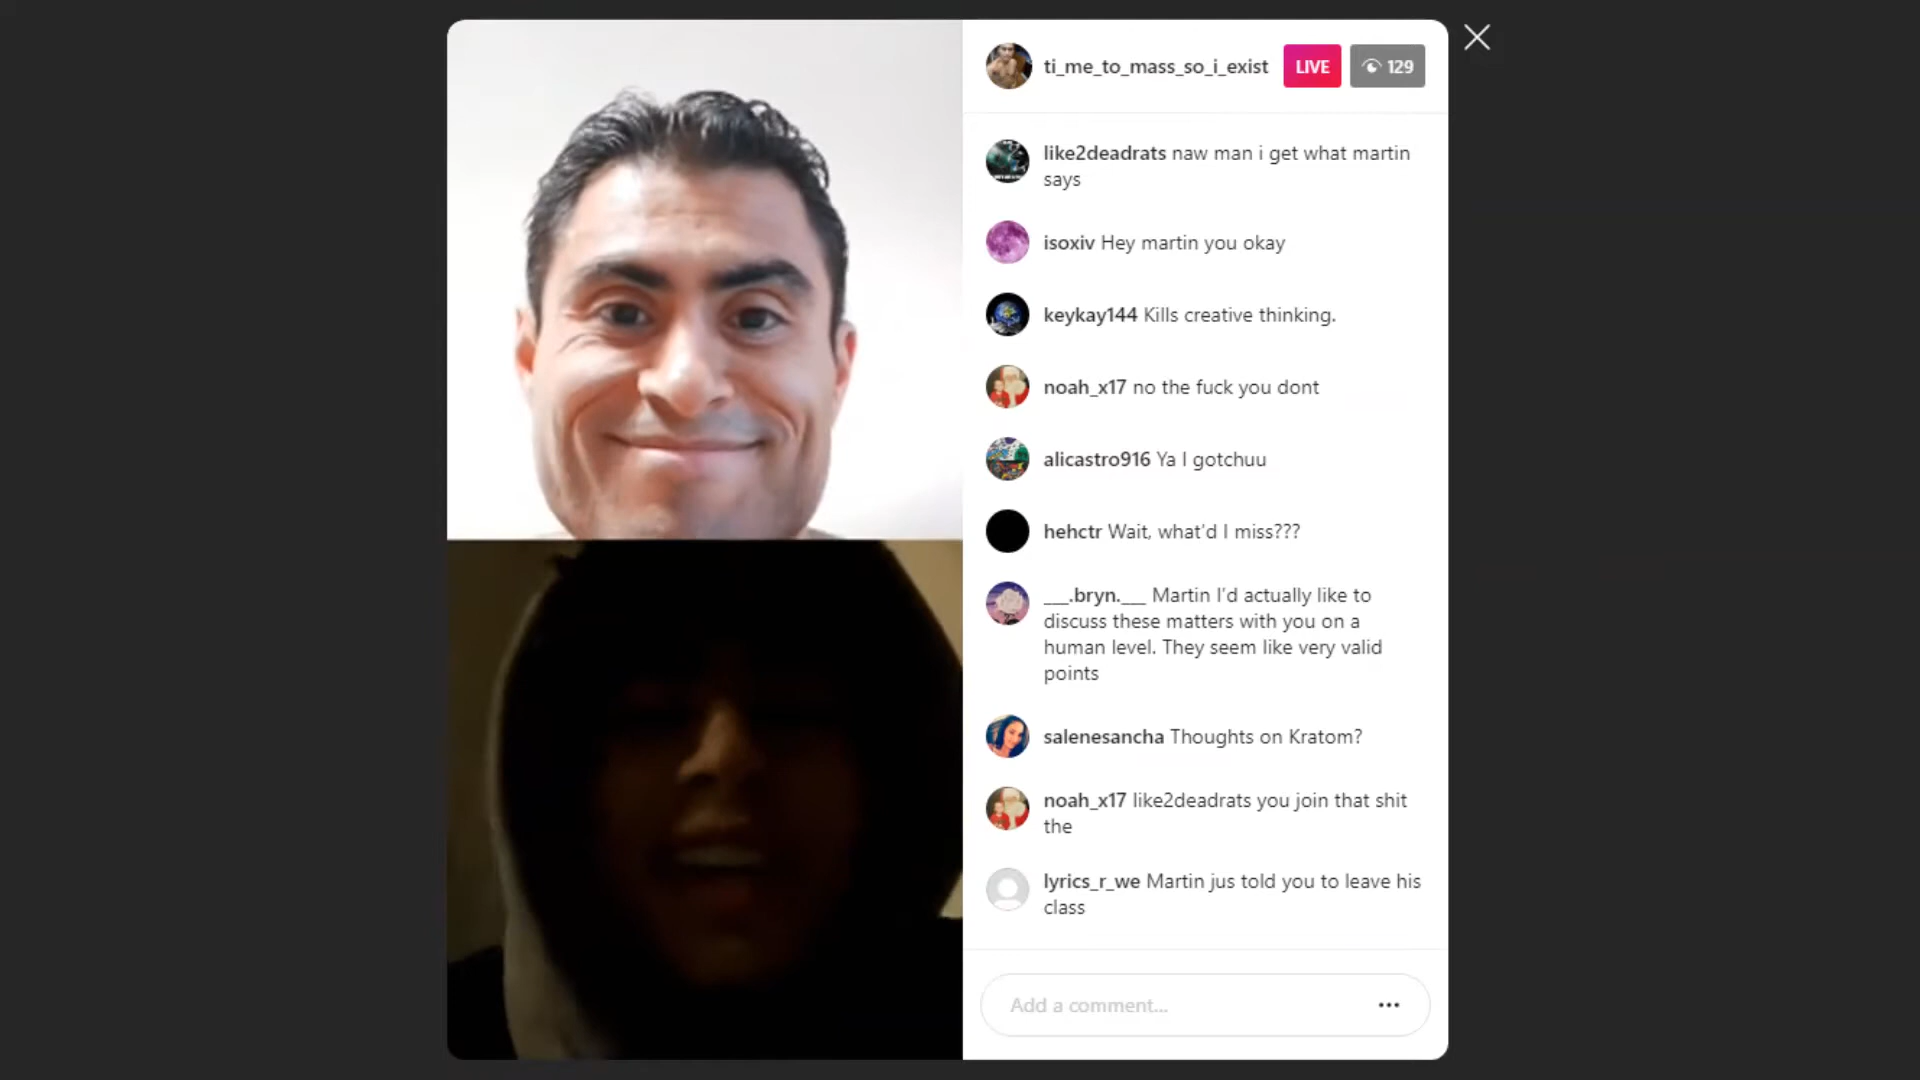 ti_me_to_mass_so_i_exist LIVE 129
like2deadrats naw man i get what martin
says
isoxiv Hey martin you okay
keykay144 Kills creative thinking.
noah_x17 no the fuck you dont
alicastro916 Ya I gotchuu
hehctr Wait, what'd I miss???
___.bryn.___ Martin I'd actually like to
discuss these matters with you on a
human level. They seem like very valid
points
salenesancha Thoughts on Kratom?
noah_x17 like2deadrats you join that shit
the
lyrics_r_we Martin jus told you to leave his
class
Add a comment...